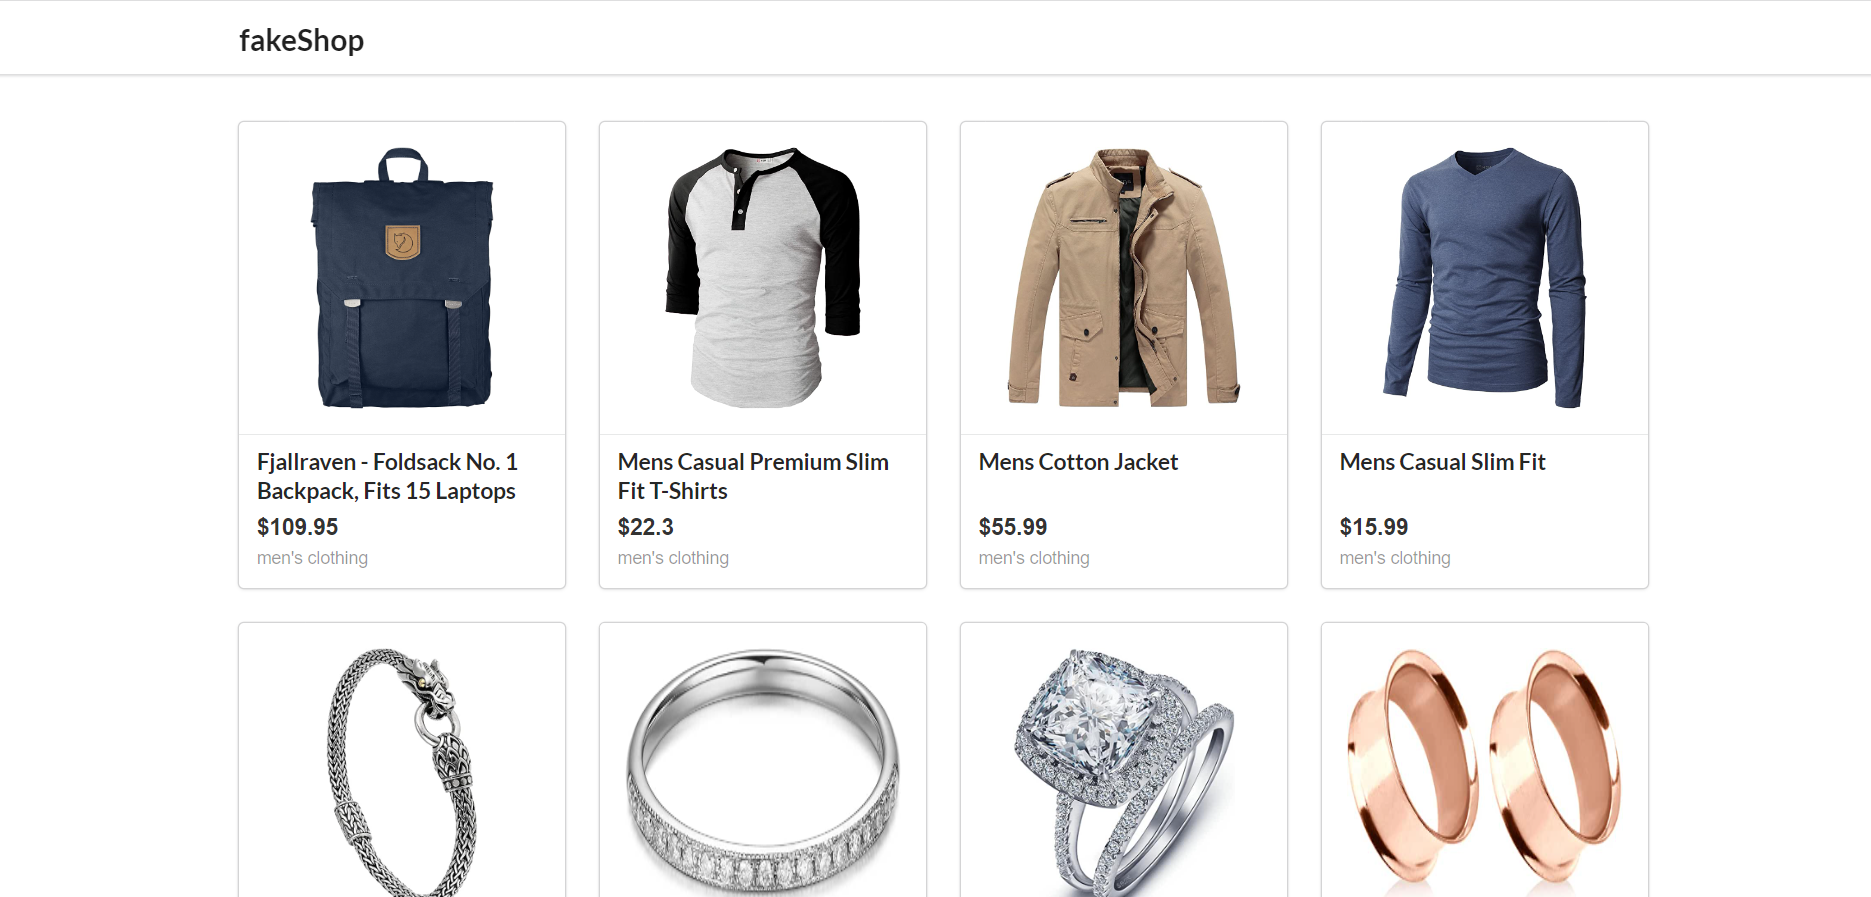 fakeShop
Fjallraven - Foldsack No. 1
Backpack, Fits 15 Laptops
$109.95
men's clothing
Mens Casual Premium Slim
Fit T-Shirts
$22.3
men's clothing
Mens Cotton Jacket
$55.99
men's clothing
Mens Casual Slim Fit
$15.99
men's clothing